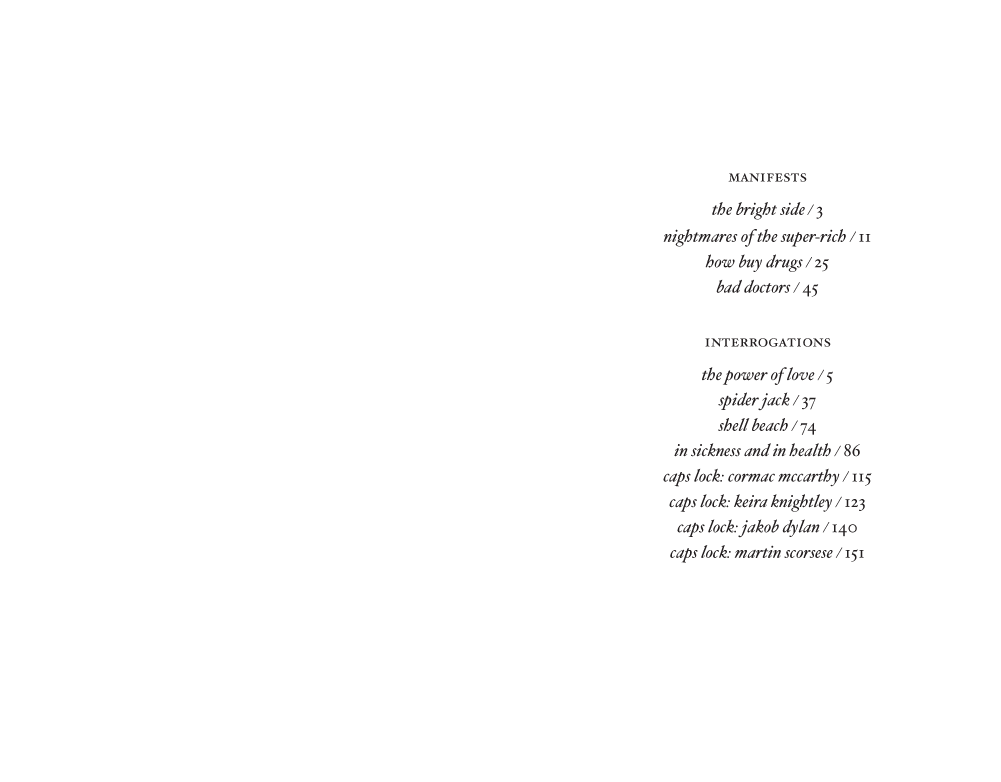 MANIFESTS
the bright side / 3
nightmares of the super-rich / 11
how buy drugs / 25
bad doctors / 45
INTERROGATIONS
the power of love / 5
spider jack / 37
shell beach / 74
in sickness and in health / 86
caps lock: cormac mccarthy / 115
caps lock: keira knightley / 123
caps lock: jakob dylan / 140
caps lock: martin scorsese / 151